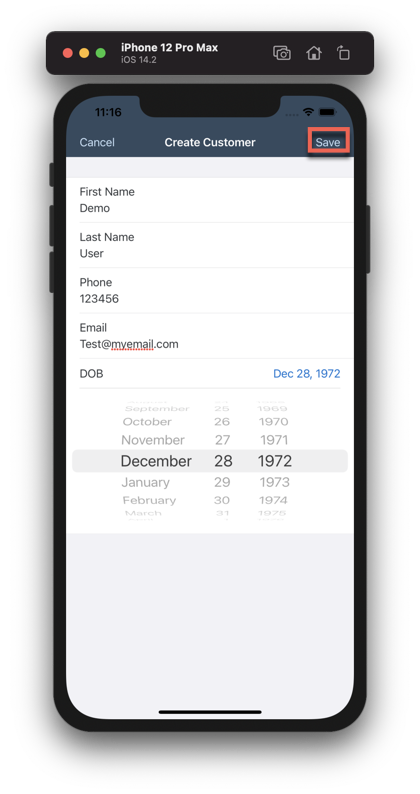 iPhone 12 Pro Max
iOS 14.2
11:16
Cancel Create Customer Save
First Name
Demo
Last Name
User
Phone
123456
Email
Test@myemail.com
DOB Dec 28, 1972
September 25 1969
October 26 1970
November 27 1971
December 28 1972
January 29 1973
February 30 1974
March 31 1975